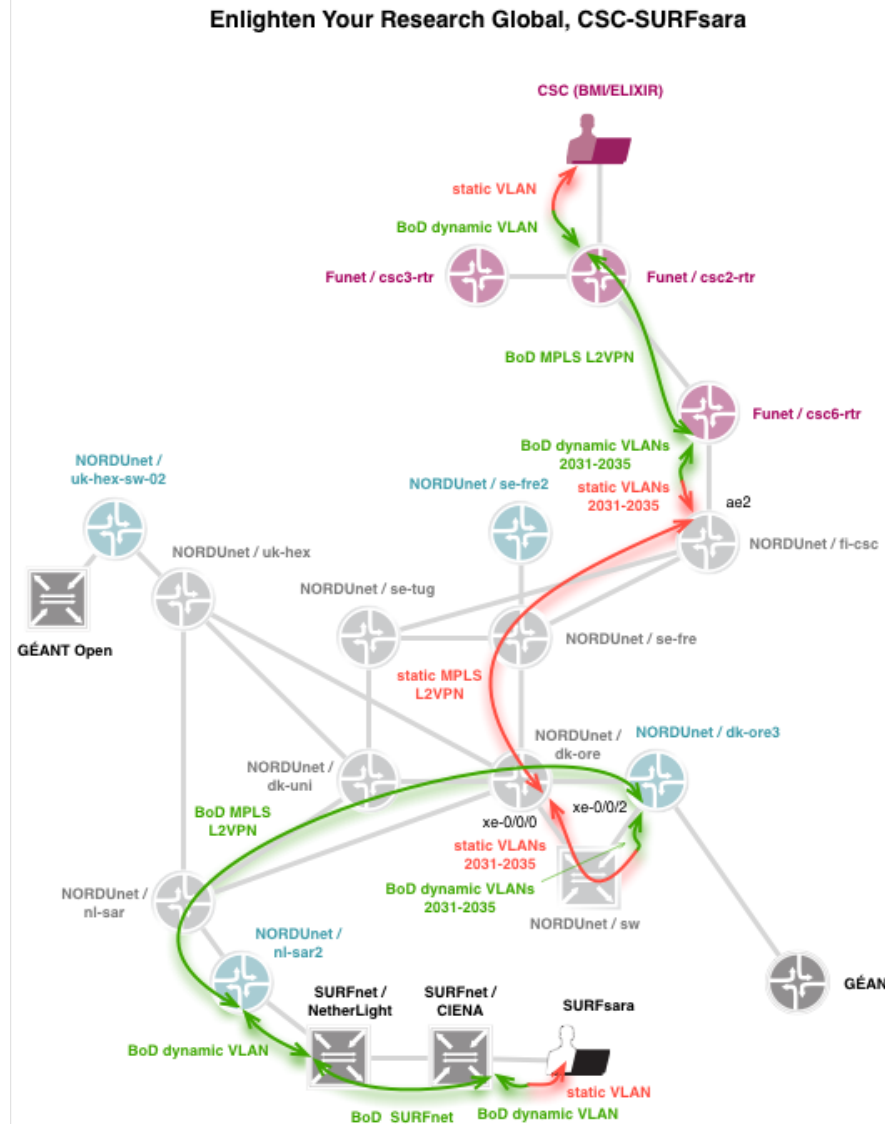 Enlighten Your Research Global, CSC-SURFsara
CSC (BMI/ELIXIR)
static VLAN
BoD dynamic VLAN
Funet / csc3-rtr
Funet / csc2-rtr
BoD MPLS L2VPN
Funet / csc6-rtr
BoD dynamic VLANs
2031-2035
NORDUnet /
uk-hex-sw-02
NORDUnet / se-fre2
static VLANs
2031-2035
ae2
NORDUnet / uk-hex
NORDUnet / fi-csc
NORDUnet / se-tug
GÉANT Open
NORDUnet / se-fre
static MPLS
L2VPN
NORDUnet /
dk-ore
NORDUnet / dk-ore3
NORDUnet /
dk-uni
BoD MPLS
L2VPN
xe-0/0/0
xe-0/0/2
static VLANs
2031-2035
BoD dynamic VLANs
2031-2035
NORDUnet /
nl-sar
NORDUnet / sw
NORDUnet /
nl-sar2
GÉAN
SURFnet /
NetherLight
SURFnet /
CIENA
SURFsara
BoD dynamic VLAN
static VLAN
BoD SURFnet
BoD dynamic VLAN